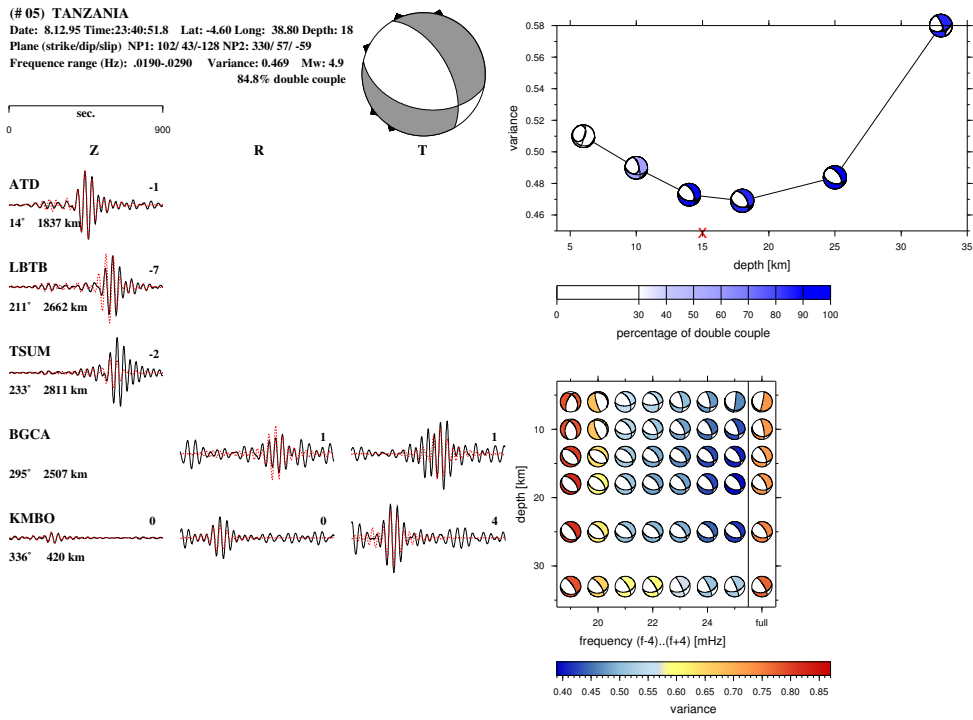 (# 05) TANZANIA
Date: 8.12.95 Time:23:40:51.8 Lat: -4.60 Long: 38.80 Depth: 18
Plane (strike/dip/slip) NP1: 102/ 43/-128 NP2: 330/ 57/ -59
Frequency range (Hz): .0190-.0290 Variance: 0.469 Mw: 4.9
84.8% double couple
sec.
0 900
Z R T
ATD -1
14° 1837 km
LBTB -7
211° 2662 km
TSUM -2
233° 2811 km
BGCA 1 1
295° 2507 km
KMBO 0 0 4
336° 420 km
0.58
0.56
0.54
0.52
0.50
0.48
0.46
variance
X
5 10 15 20 25 30 35
depth [km]
0 30 40 50 60 70 80 90 100
percentage of double couple
10
20
30
depth [km]
20 22 24 full
frequency (f-4)..(f+4) [mHz]
0.40 0.45 0.50 0.55 0.60 0.65 0.70 0.75 0.80 0.85
variance